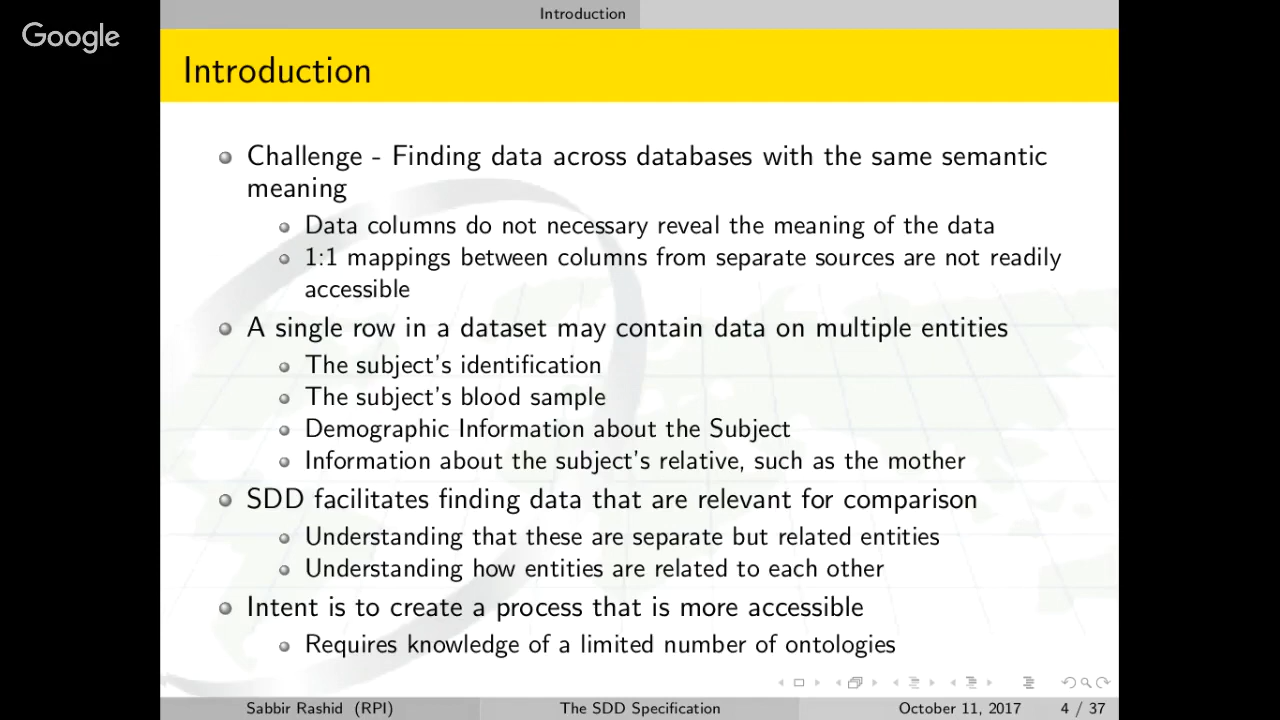 Introduction
Google
Introduction
Challenge - Finding data across databases with the same semantic
meaning
Data columns do not necessary reveal the meaning of the data
1:1 mappings between columns from separate sources are not readily
accessible
A single row in a dataset may contain data on multiple entities
The subject's identification
The subject's blood sample
Demographic Information about the Subject
Information about the subject's relative, such as the mother
SDD facilitates finding data that are relevant for comparison
Understanding that these are separate but related entities
Understanding how entities are related to each other
Intent is to create a process that is more accessible
Requires knowledge of a limited number of ontologies
Sabbir Rashid (RPI) The SDD Specification October 11, 2017 4 / 37